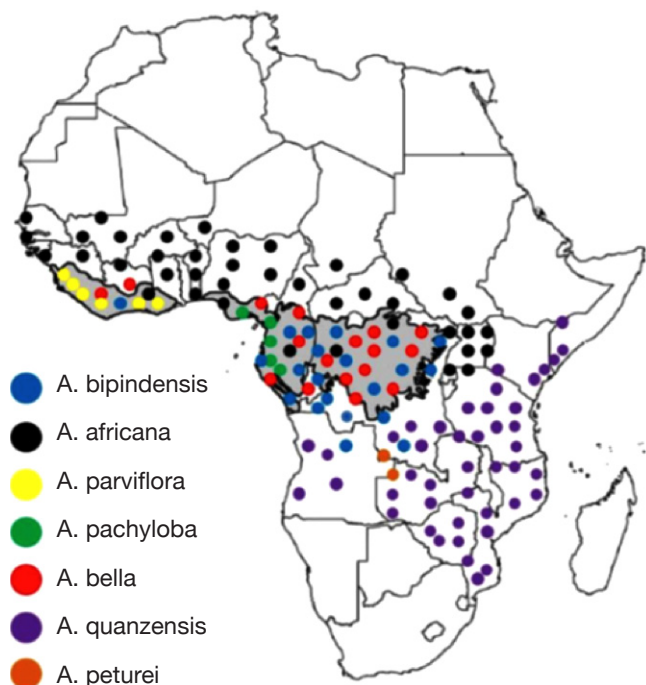 A. bipindensis
A. africana
A. parviflora
A. pachyloba
A. bella
A. quanzensis
A. peturei